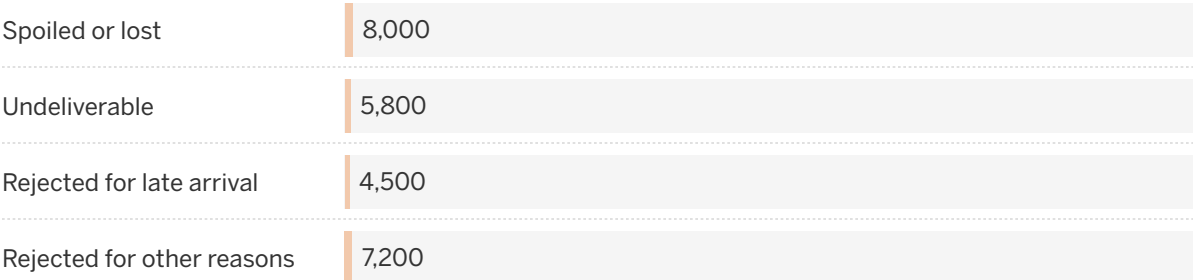 Spoiled or lost 8,000
Undeliverable 5,800
Rejected for late arrival 4,500
Rejected for other reasons 7,200